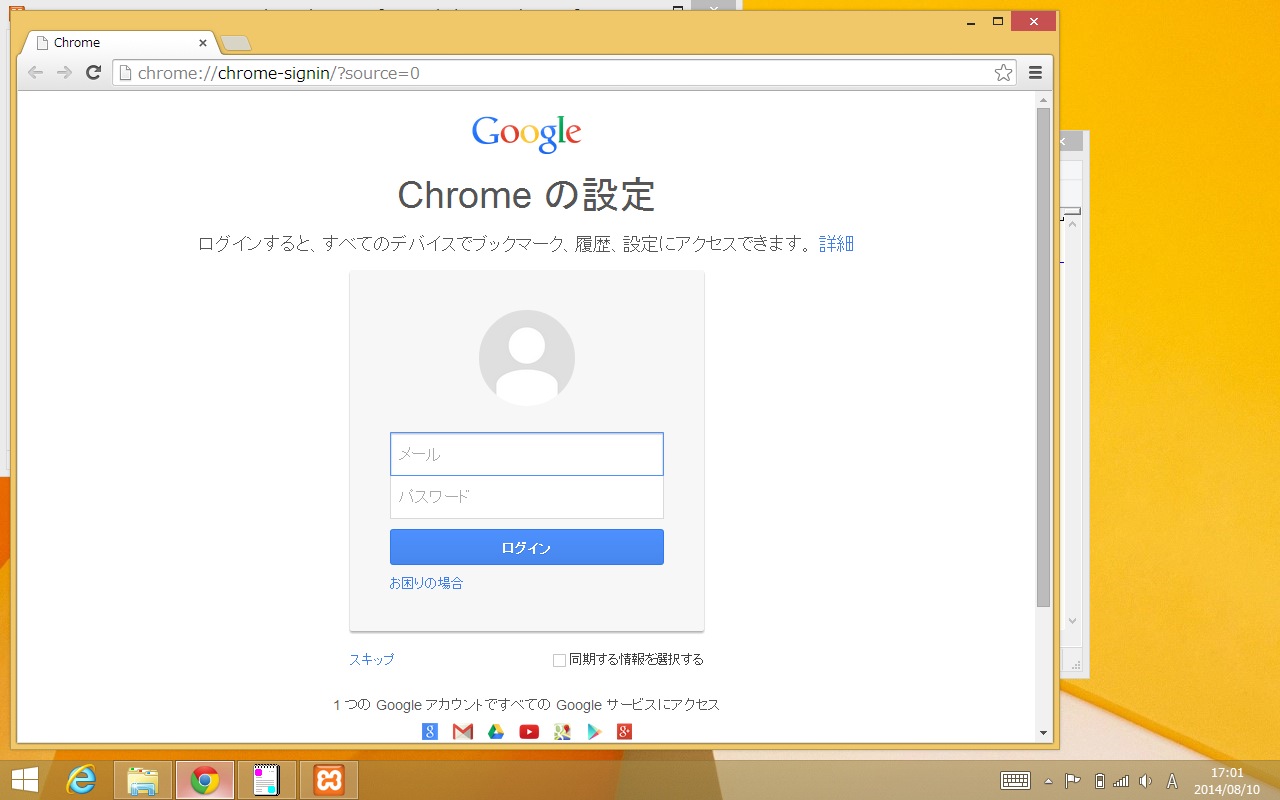 Chrome
chrome://chrome-signin/?source=0
Google
Chrome の設定
ログインすると、すべてのデバイスでブックマーク、履歴、設定にアクセスできます。 詳細
メール
パスワード
ログイン
お困りの場合
スキップ
同期する情報を選択する
1 つの Google アカウントですべての Google サービスにアクセス
A
17:01
2014/08/10